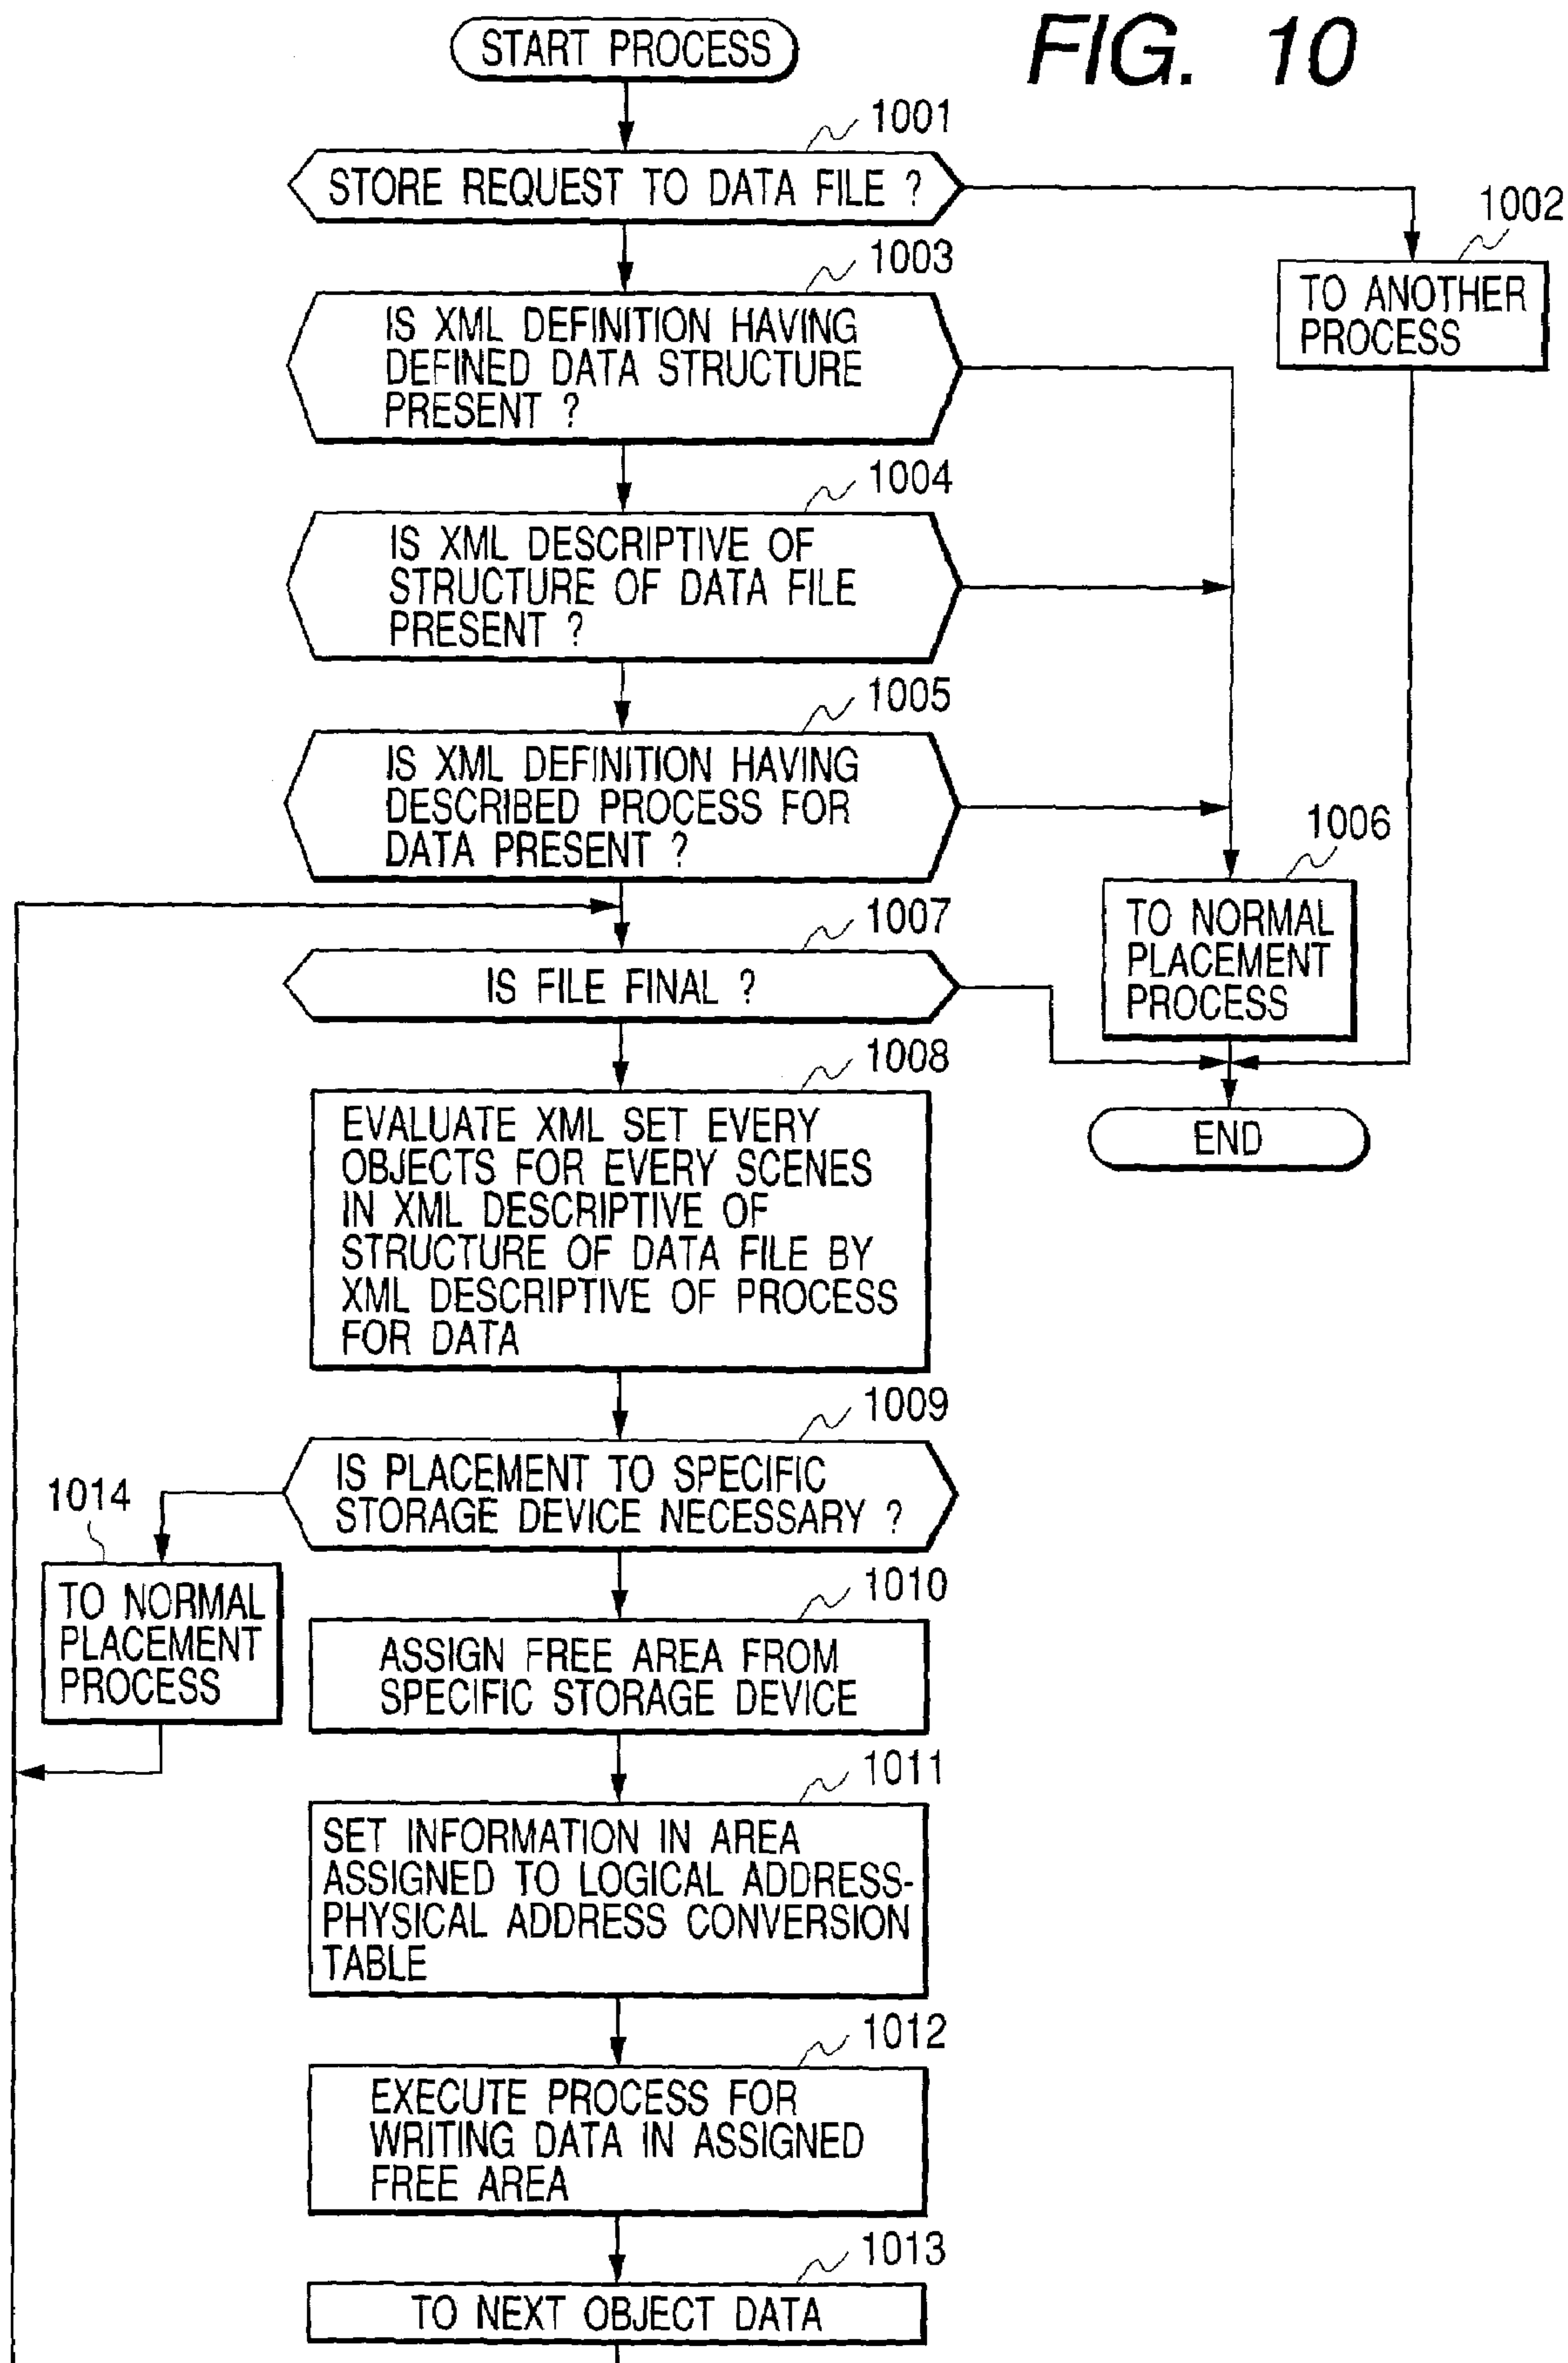 FIG. 10
START PROCESS
1001
STORE REQUEST TO DATA FILE ?
1002
TO ANOTHER
PROCESS
1003
IS XML DEFINITION HAVING
DEFINED DATA STRUCTURE
PRESENT ?
1004
IS XML DESCRIPTIVE OF
STRUCTURE OF DATA FILE
PRESENT ?
1005
IS XML DEFINITION HAVING
DESCRIBED PROCESS FOR
DATA PRESENT ?
1006
TO NORMAL
PLACEMENT
PROCESS
1007
IS FILE FINAL ?
END
1008
EVALUATE XML SET EVERY
OBJECTS FOR EVERY SCENES
IN XML DESCRIPTIVE OF
STRUCTURE OF DATA FILE BY
XML DESCRIPTIVE OF PROCESS
FOR DATA
1009
IS PLACEMENT TO SPECIFIC
STORAGE DEVICE NECESSARY ?
1014
TO NORMAL
PLACEMENT
PROCESS
1010
ASSIGN FREE AREA FROM
SPECIFIC STORAGE DEVICE
1011
SET INFORMATION IN AREA
ASSIGNED TO LOGICAL ADDRESS-
PHYSICAL ADDRESS CONVERSION
TABLE
1012
EXECUTE PROCESS FOR
WRITING DATA IN ASSIGNED
FREE AREA
1013
TO NEXT OBJECT DATA